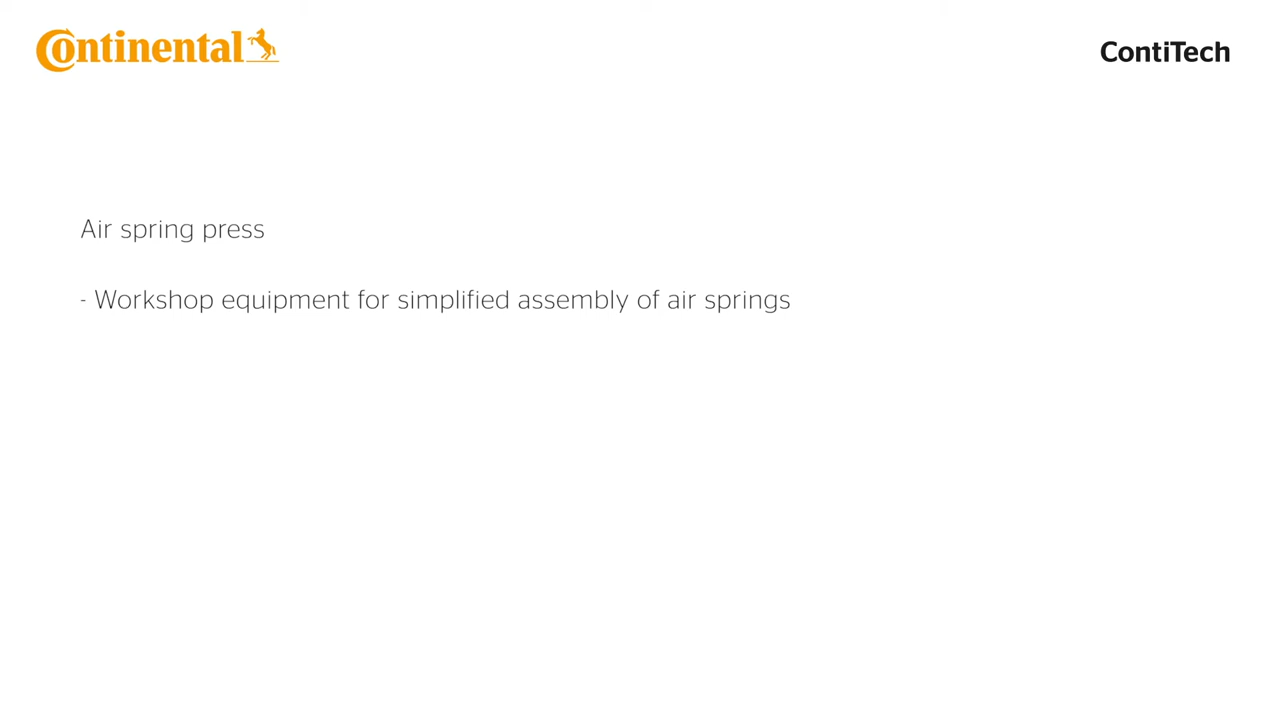 Continental
ContiTech
Air spring press
- Workshop equipment for simplified assembly of air springs